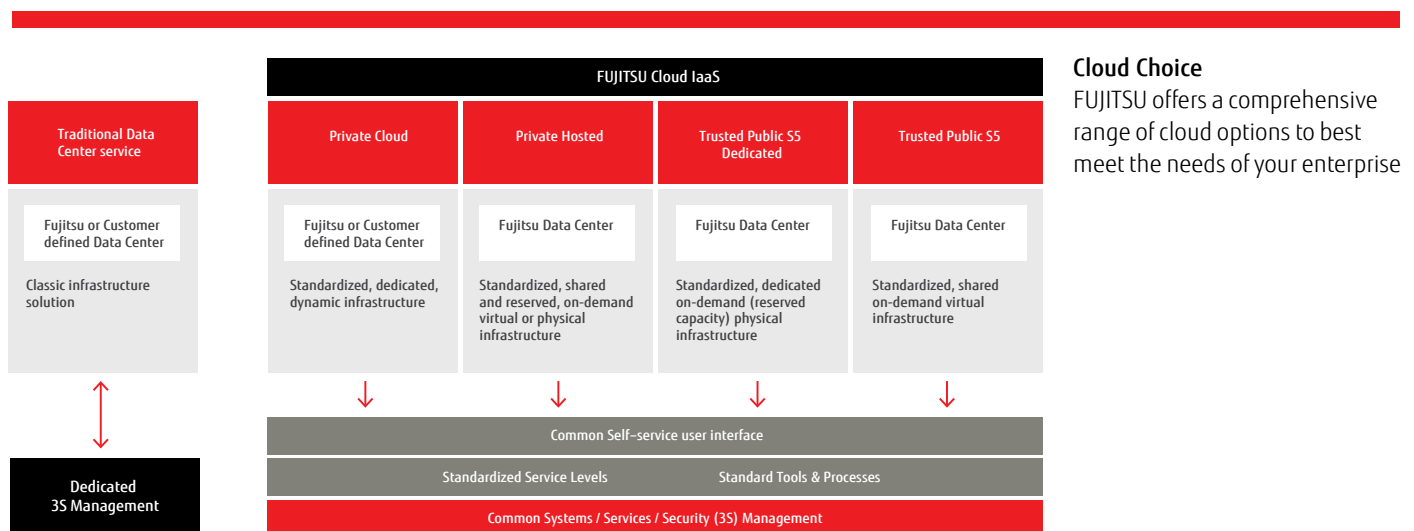 FUJITSU Cloud IaaS
Traditional Data
Center service
Private Cloud
Private Hosted
Trusted Public S5
Dedicated
Trusted Public S5
Fujitsu or Customer
defined Data Center
Classic infrastructure
solution
Fujitsu or Customer
defined Data Center
Standardized, dedicated,
dynamic infrastructure
Fujitsu Data Center
Standardized, shared
and reserved, on-demand
virtual or physical
infrastructure
Fujitsu Data Center
Standardized, dedicated
on-demand (reserved
capacity) physical
infrastructure
Fujitsu Data Center
Standardized, shared
on-demand virtual
infrastructure
Dedicated
3S Management
Common Self-service user interface
Standardized Service Levels
Standard Tools & Processes
Common Systems / Services / Security (3S) Management
Cloud Choice
FUJITSU offers a comprehensive
range of cloud options to best
meet the needs of your enterprise